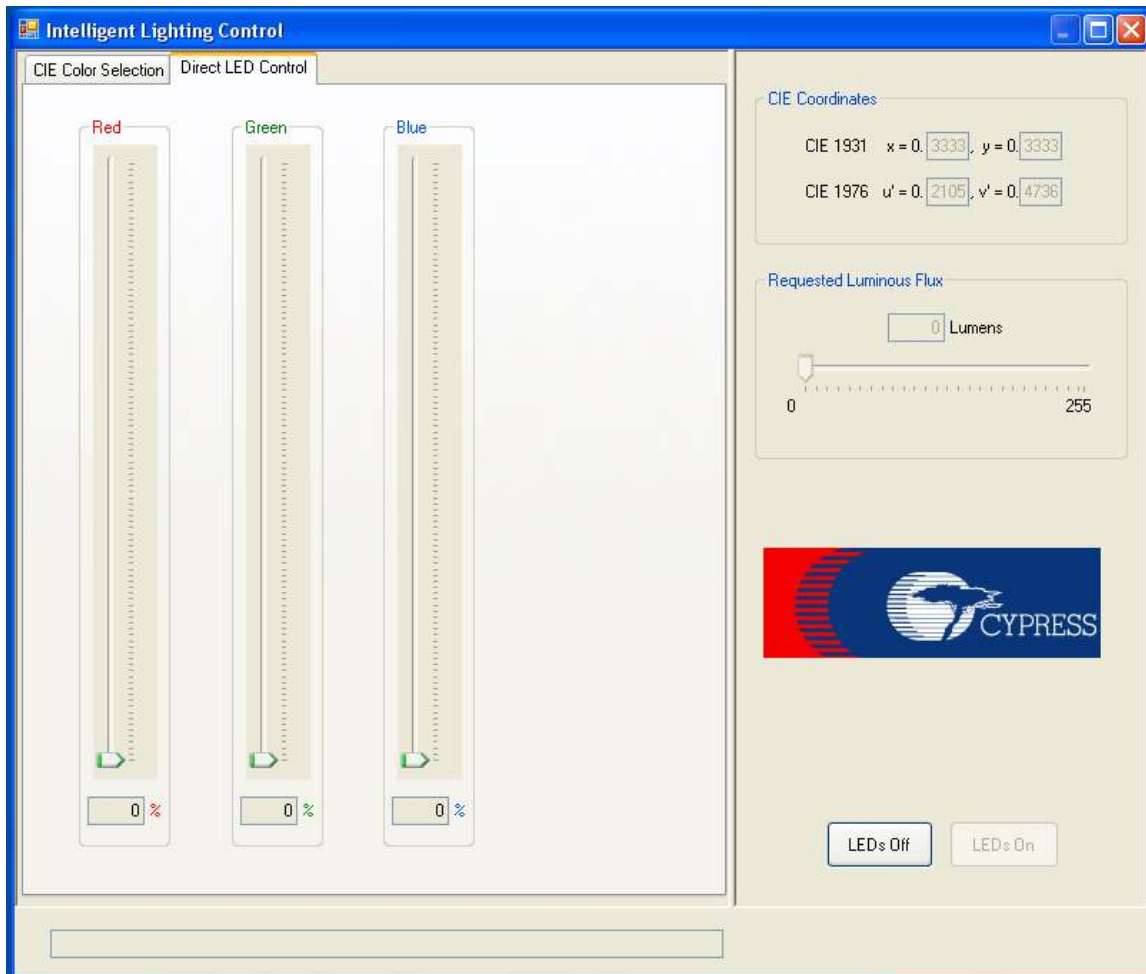 Intelligent Lighting Control
CIE Color Selection
Direct LED Control
Red
Green
Blue
0 %
0 %
0 %
CIE Coordinates
CIE 1931 x = 0. 3333, y = 0. 3333
CIE 1976 u' = 0. 2105, v' = 0. 4736
Requested Luminous Flux
0 Lumens
0 255
CYPRESS
LEDs Off
LEDs On